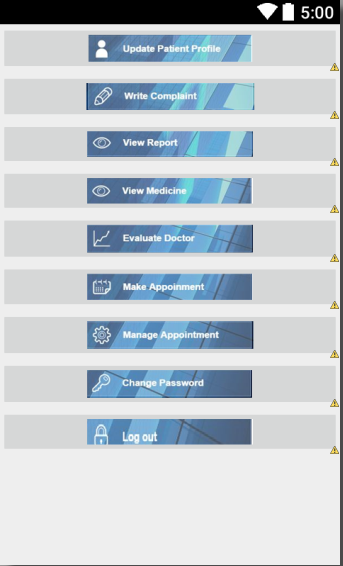 5:00
Update Patient Profile
Write Complaint
View Report
View Medicine
Evaluate Doctor
Make Appoinment
Manage Appointment
Change Password
Log out